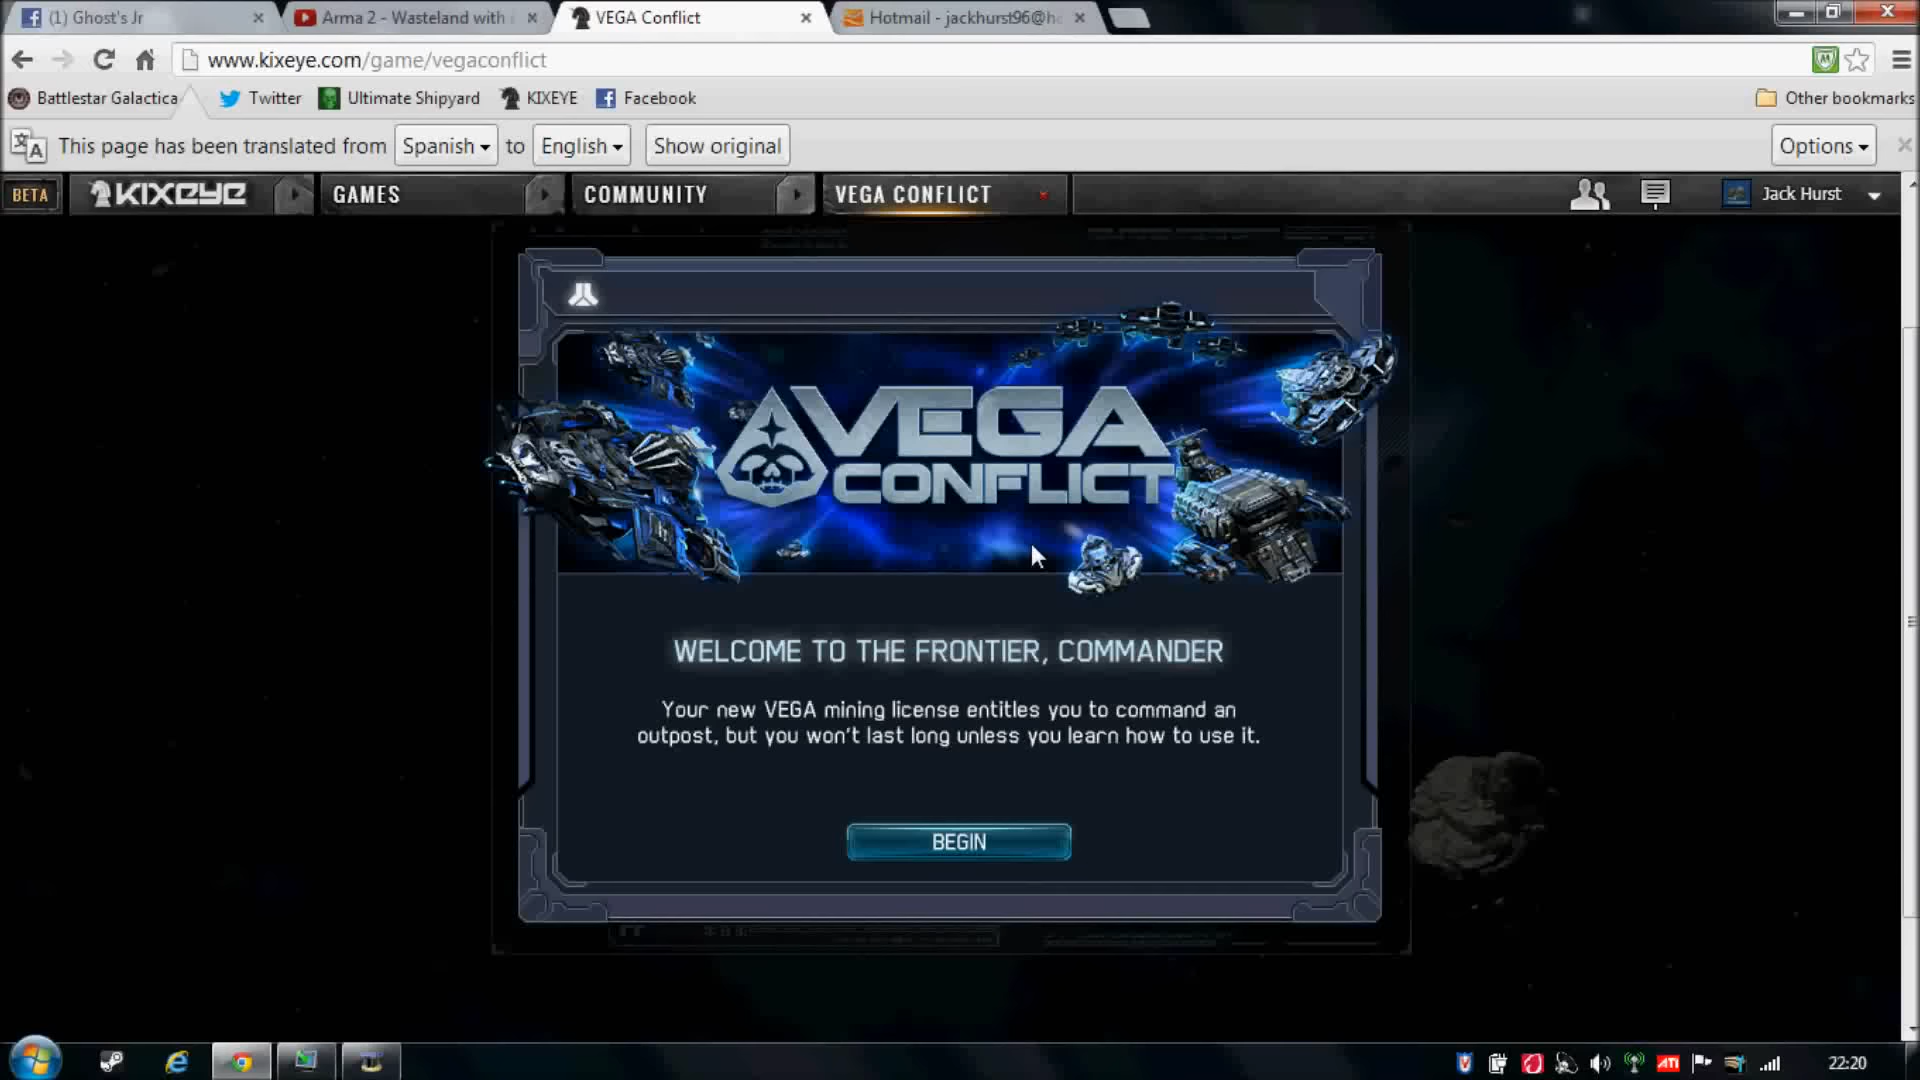 (1) Ghost's Jr
Arma 2 - Wasteland with
VEGA Conflict
Hotmail - jackhurst96@h
www.kixeye.com/game/vegaconflict
Battlestar Galactica
Twitter
Ultimate Shipyard
KIXEYE
Facebook
Other bookmarks
This page has been translated from Spanish to English Show original
Options
BETA
KIXEYE
GAMES
COMMUNITY
VEGA CONFLICT
Jack Hurst
VEGA
CONFLICT
WELCOME TO THE FRONTIER, COMMANDER
Your new VEGA mining license entitles you to command an
outpost, but you won't last long unless you learn how to use it.
BEGIN
ATI
22:20